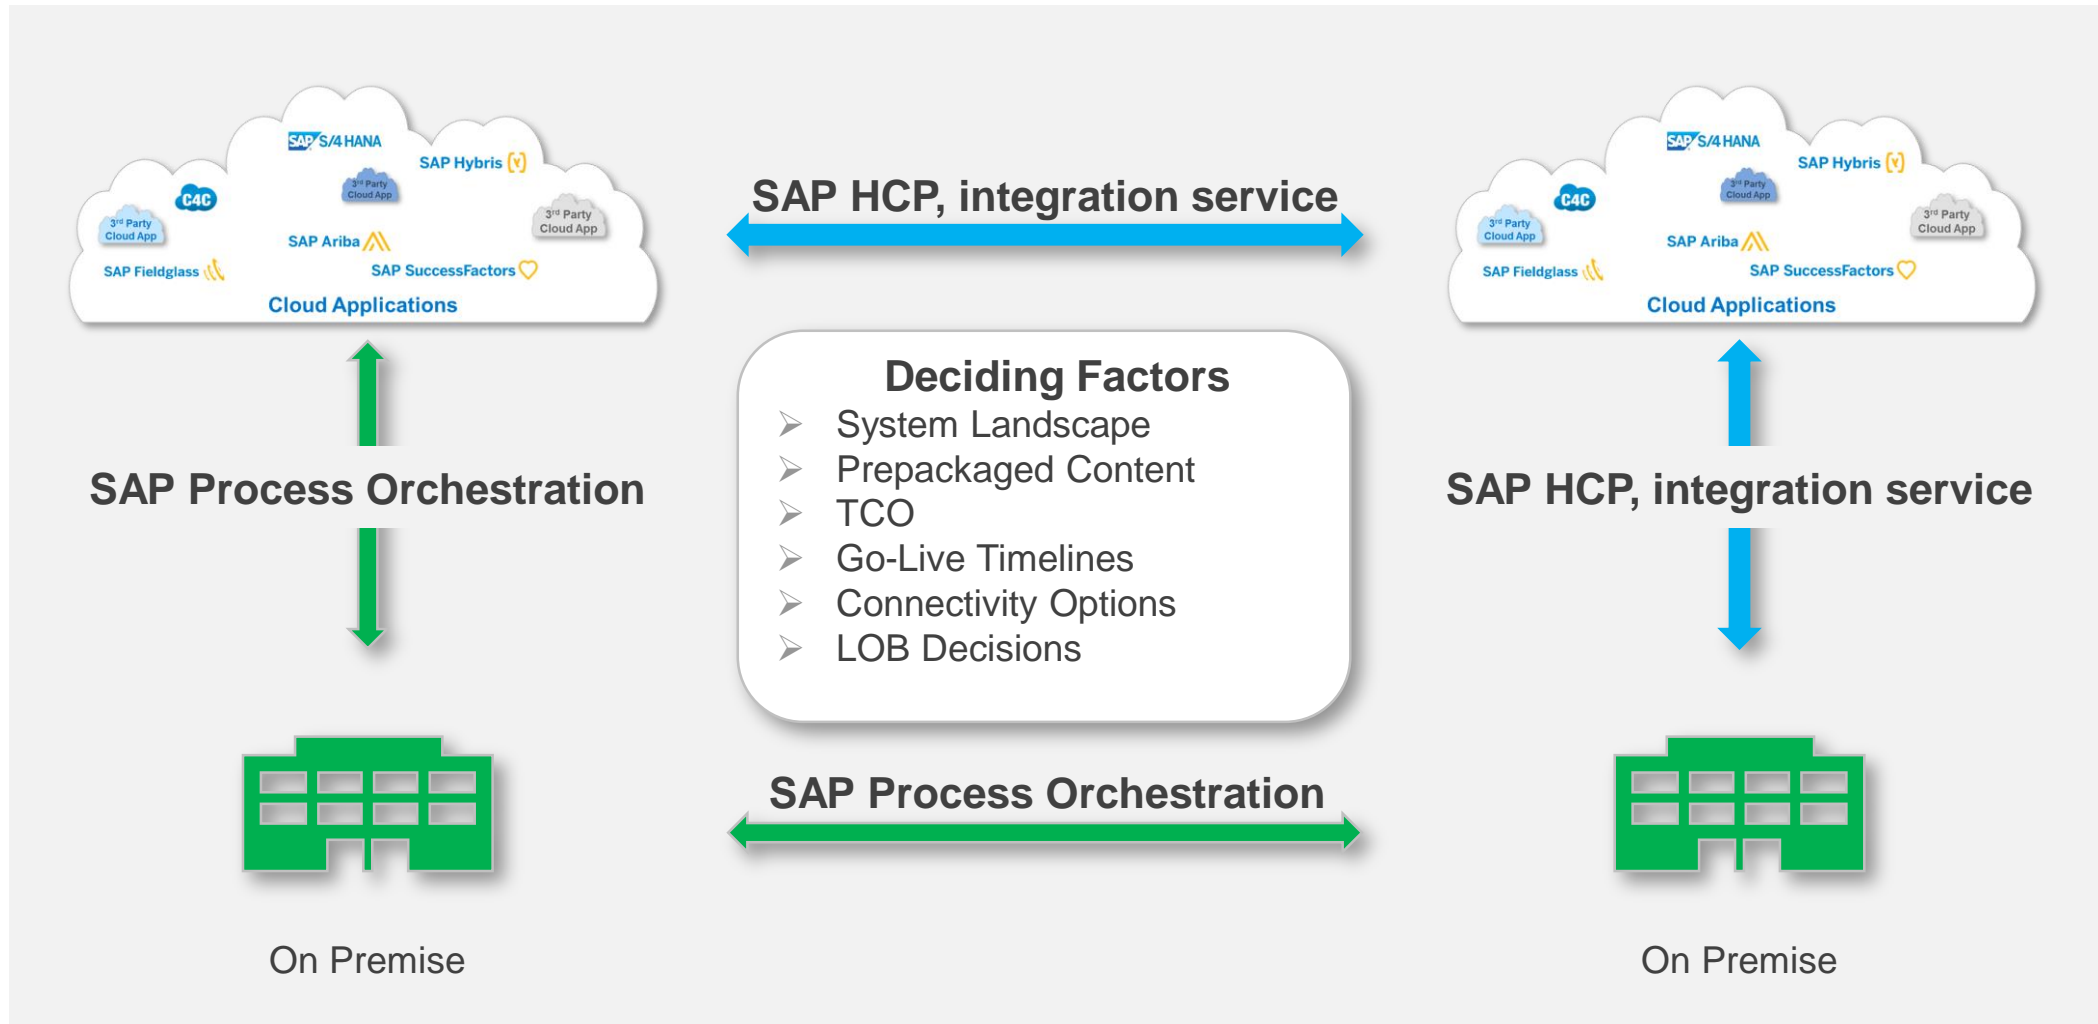 SAP S/4HANA
SAP Hybris
C4C
3rd Party
Cloud App
3rd Party
Cloud App
3rd Party
Cloud App
SAP Ariba
SAP Fieldglass
SAP SuccessFactors
Cloud Applications
SAP HCP, integration service
SAP S/4HANA
SAP Hybris
C4C
3rd Party
Cloud App
3rd Party
Cloud App
3rd Party
Cloud App
SAP Ariba
SAP Fieldglass
SAP SuccessFactors
Cloud Applications
SAP Process Orchestration
Deciding Factors
System Landscape
Prepackaged Content
TCO
Go-Live Timelines
Connectivity Options
LOB Decisions
SAP HCP, integration service
SAP Process Orchestration
On Premise
On Premise